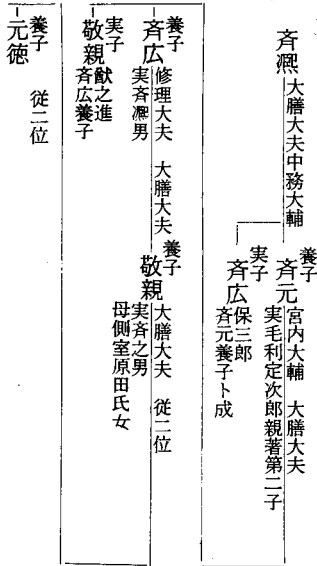 斉熙 大膳大夫中務大輔
養子
斉元 宮内大輔 大膳大夫
実毛利定次郎親著第二子
実子
斉広 保三郎
斉元養子ト成
養子
斉広 修理大夫 大膳大夫
実斉熙男
養子
敬親 大膳大夫 従二位
実斉之男
母側室原田氏女
実子
敬親 猷之進
斉広養子
養子
元徳 従二位